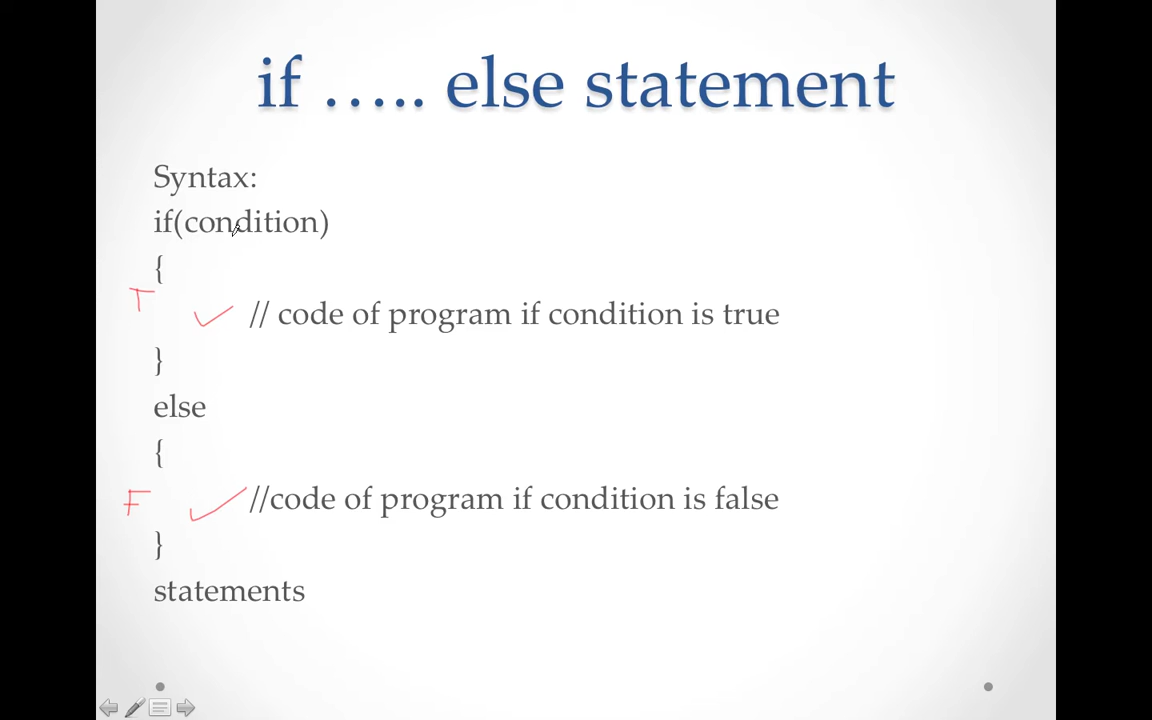 if ….. else statement
Syntax:
if(condition)
{
T
// code of program if condition is true
}
else
{
F
//code of program if condition is false
}
statements